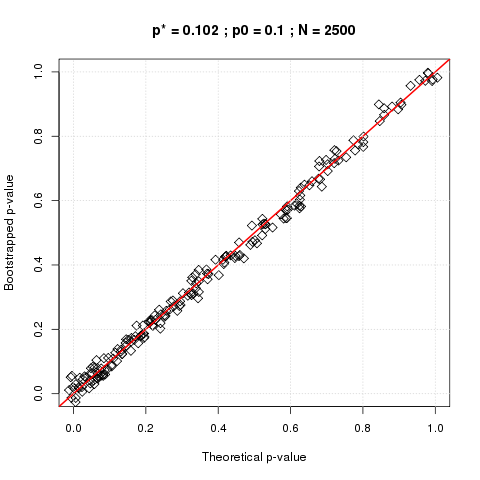 p* = 0.102 ; p0 = 0.1 ; N = 2500
1.0
0.8
0.6
0.4
0.2
0.0
Bootstrapped p-value
0.0 0.2 0.4 0.6 0.8 1.0
Theoretical p-value